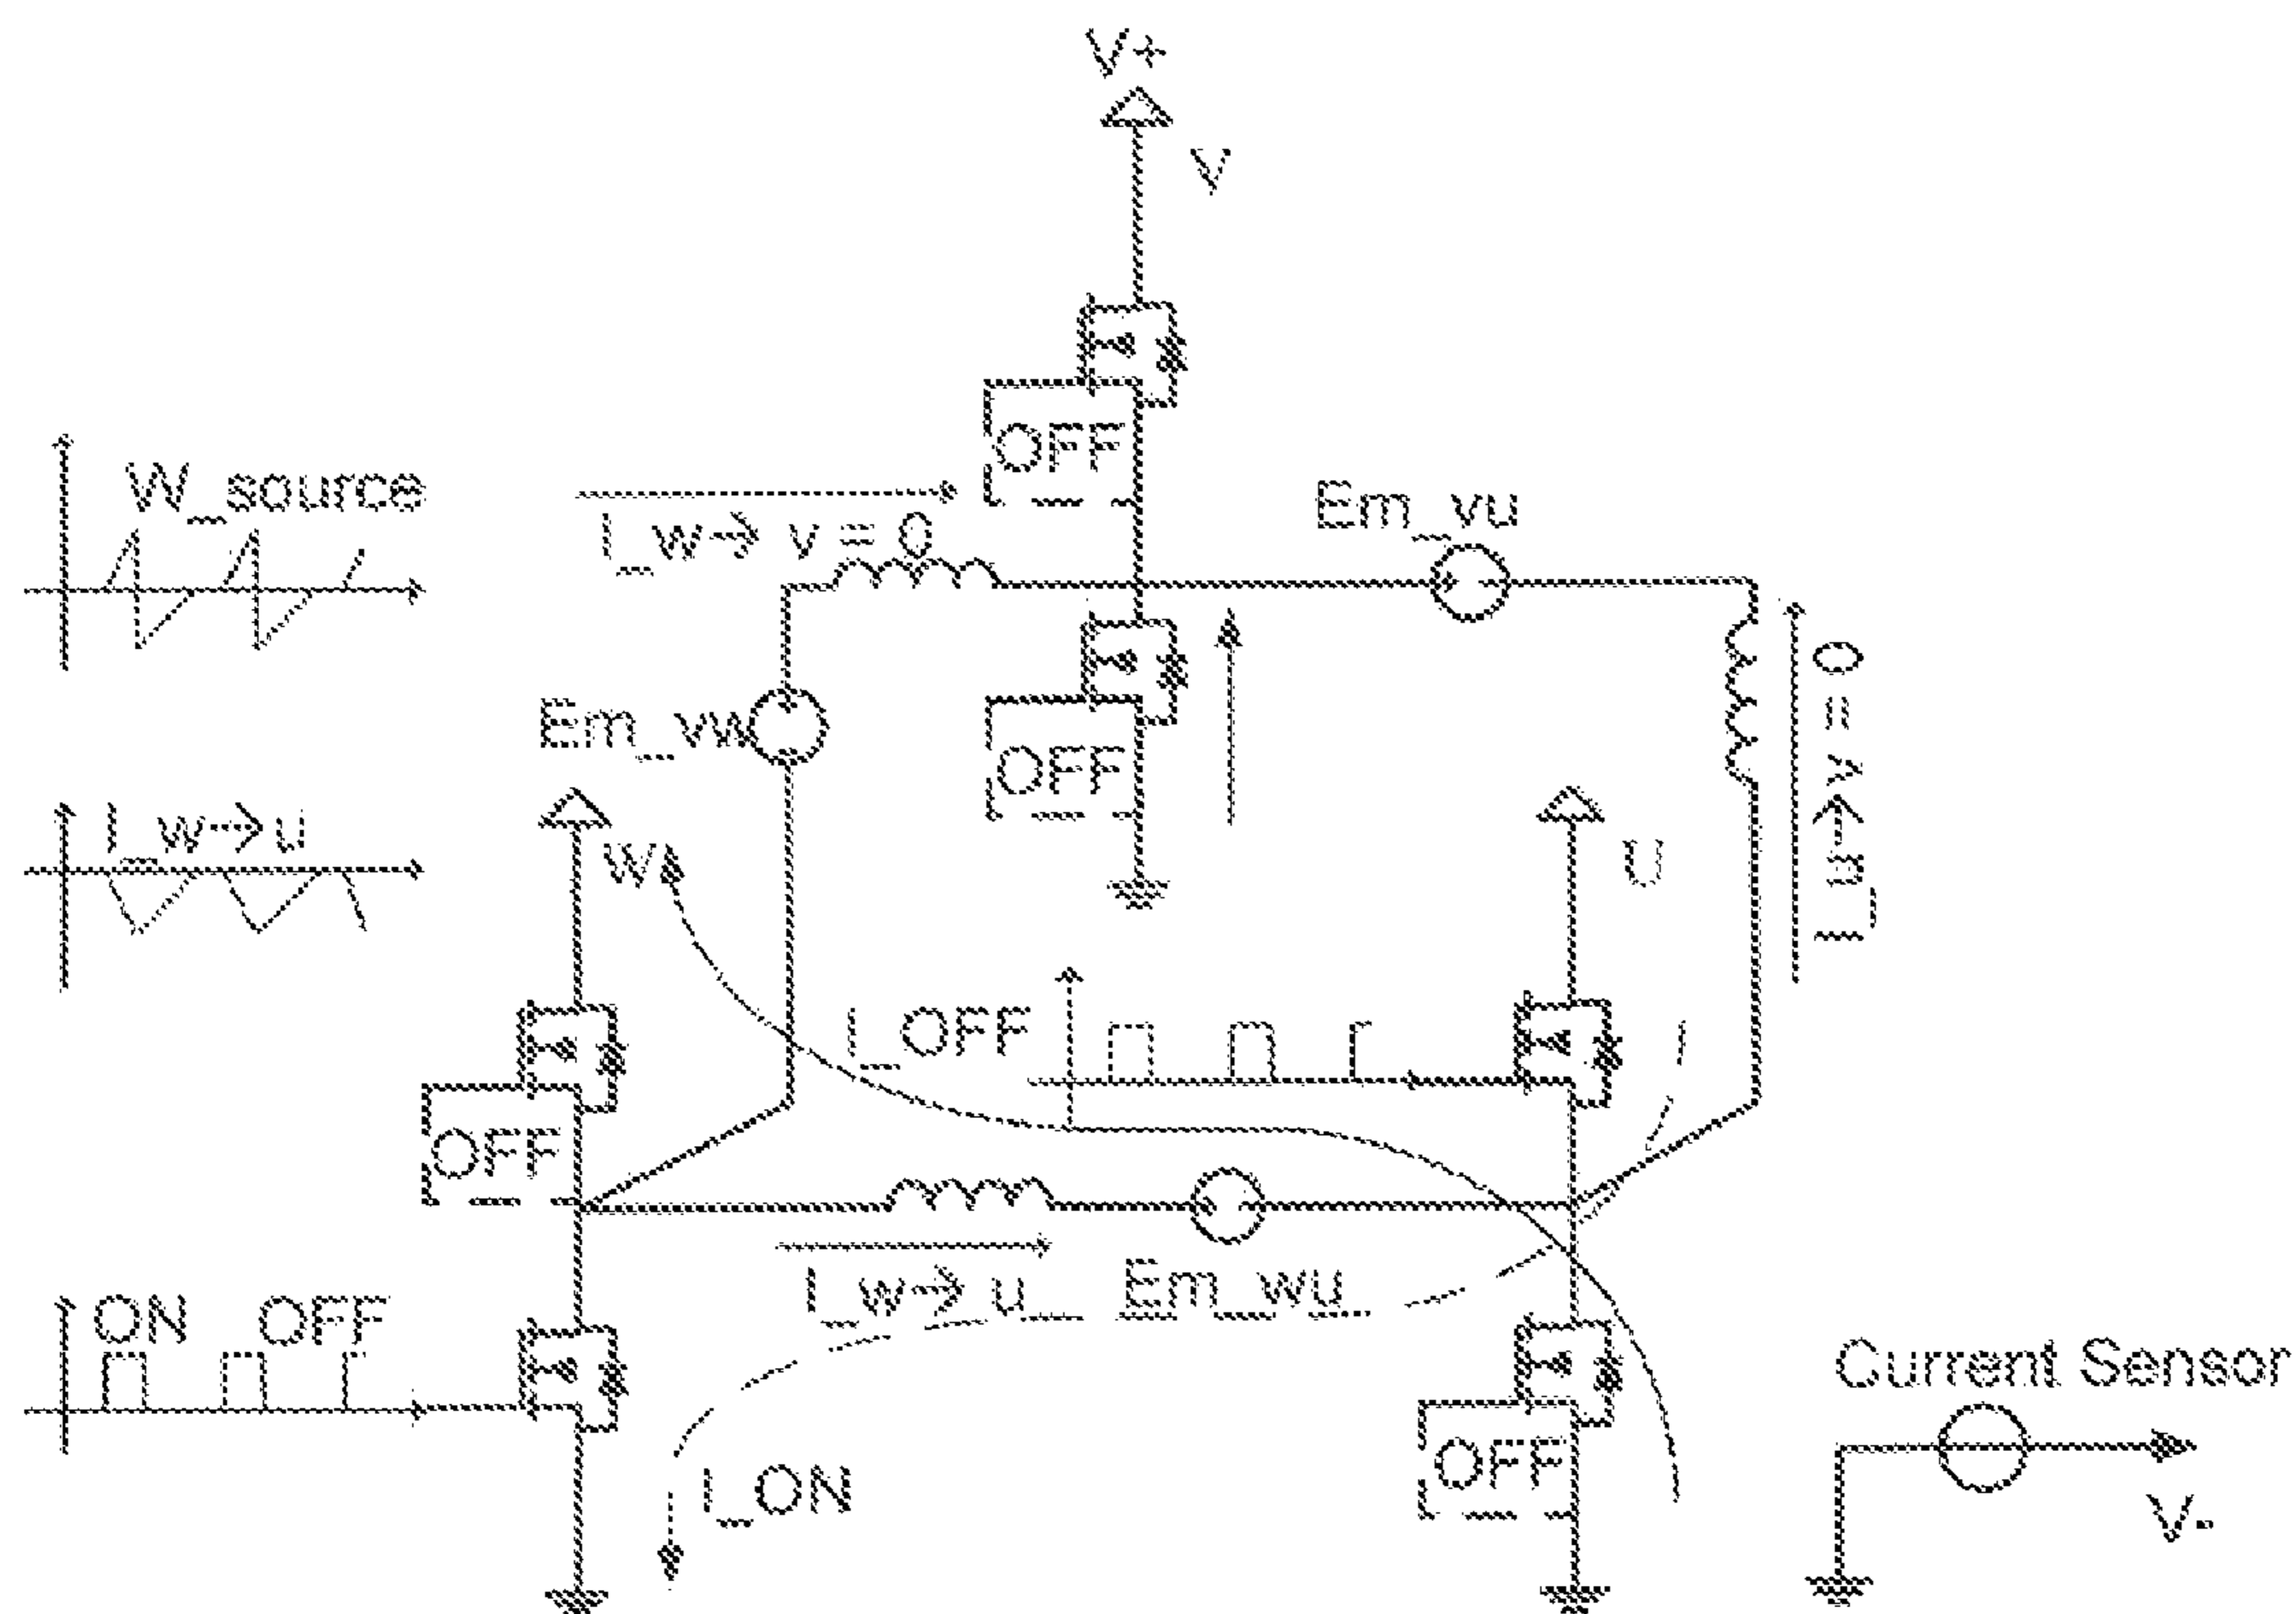 V+
V
OFF
W_source
I_w→ v = 0
Em_vu
I_u→v = 0
Em_vw
OFF
I_w→u
W
U
I_OFF
OFF
I_w→ u
Em_wu
ON OFF
Current Sensor
OFF
I_ON
V-